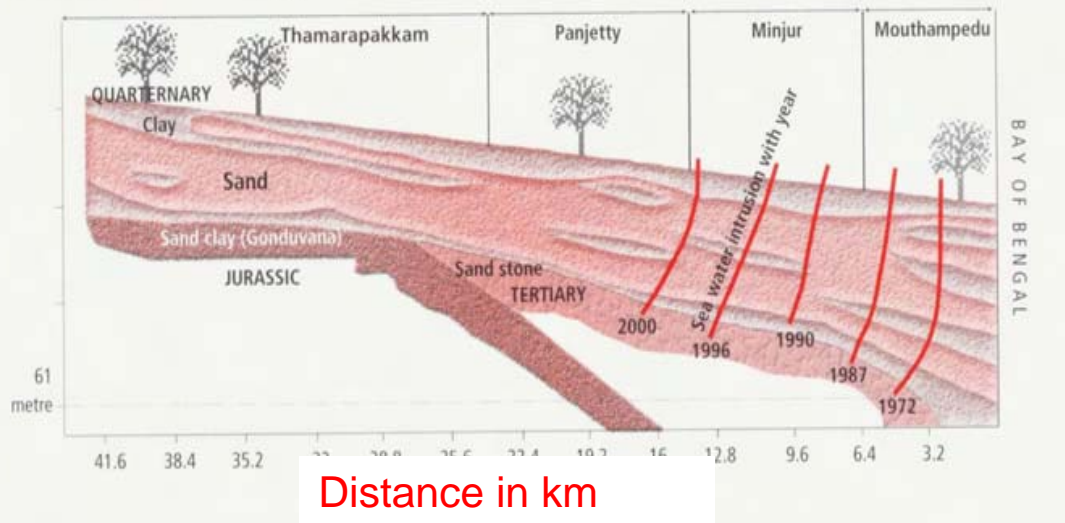 Thamarapakkam
Panjetty
Minjur
Mouthampedu
QUARTERNARY
Clay
Sand
Sand clay (Gonduvana)
JURASSIC
Sand stone
TERTIARY
Sea water intrusion with year
2000
1996
1990
1987
1972
BAY OF BENGAL
61
metre
41.6 38.4 35.2 16 12.8 9.6 6.4 3.2
Distance in km